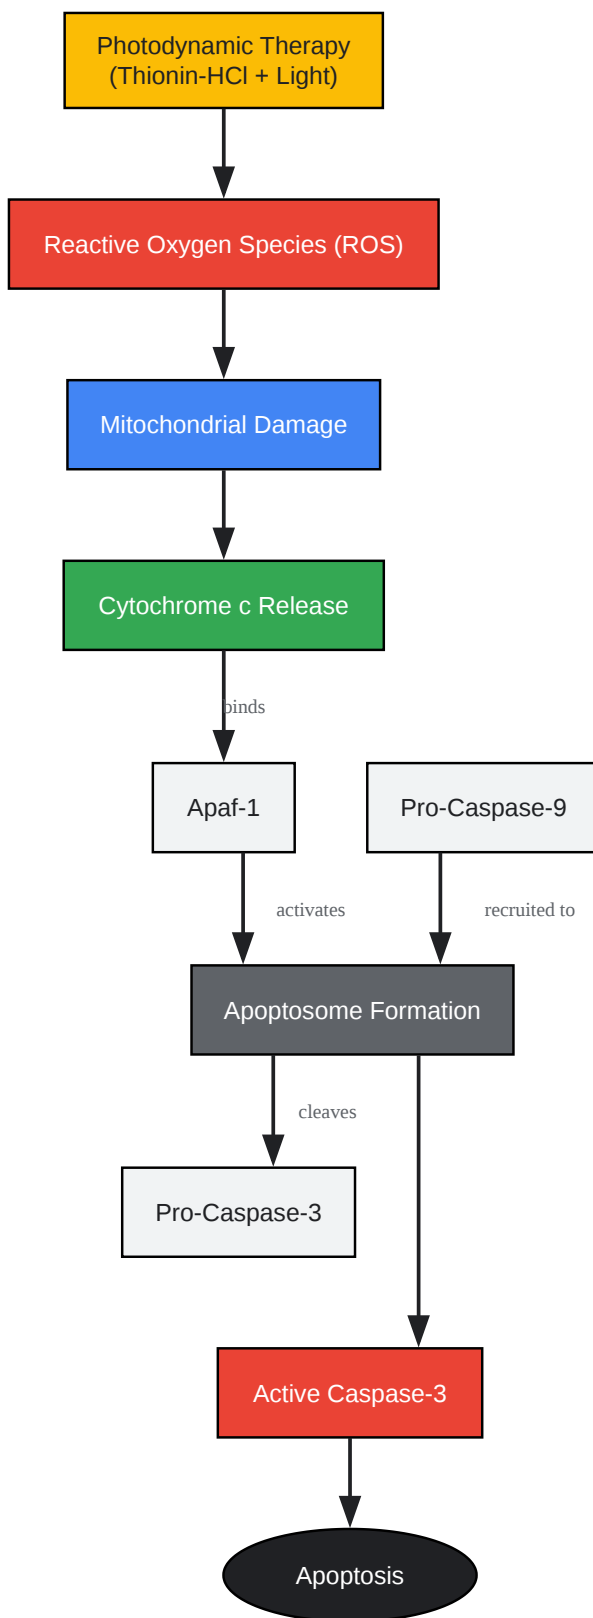 Photodynamic Therapy
(Thionin-HCl + Light)
Reactive Oxygen Species (ROS)
Mitochondrial Damage
Cytochrome c Release
binds
Apaf-1
Pro-Caspase-9
activates
recruited to
Apoptosome Formation
cleaves
Pro-Caspase-3
Active Caspase-3
Apoptosis